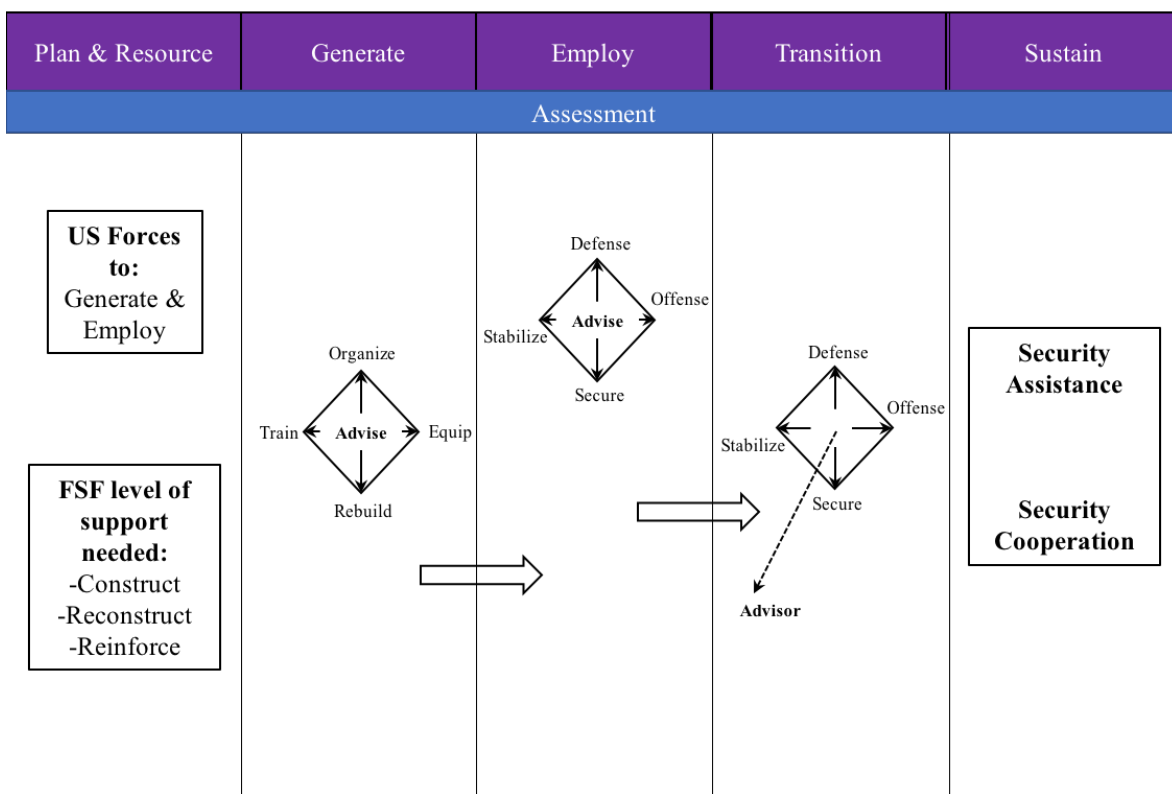 Plan & Resource
Generate
Employ
Transition
Sustain
Assessment
US Forces
to:
Generate &
Employ
FSF level of
support
needed:
-Construct
-Reconstruct
-Reinforce
Organize
Train
Advise
Equip
Rebuild
Defense
Offense
Advise
Stabilize
Secure
Defense
Offense
Stabilize
Secure
Advisor
Security
Assistance
Security
Cooperation